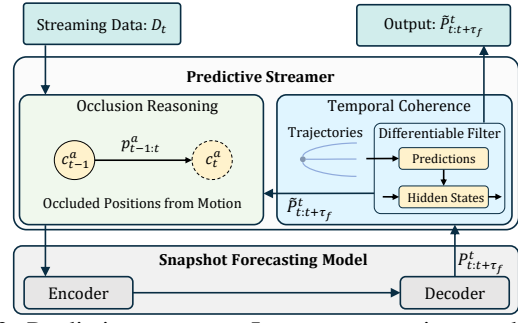 Streaming Data: D_t
Output: P̃^t_{t:t+τ_f}
Predictive Streamer
Occlusion Reasoning
c^a_{t−1}
p^a_{t−1:t}
c^a_t
Occluded Positions from Motion
Temporal Coherence
Trajectories
Differentiable Filter
Predictions
Hidden States
P̃^t_{t:t+τ_f}
P^t_{t:t+τ_f}
Snapshot Forecasting Model
Encoder
Decoder